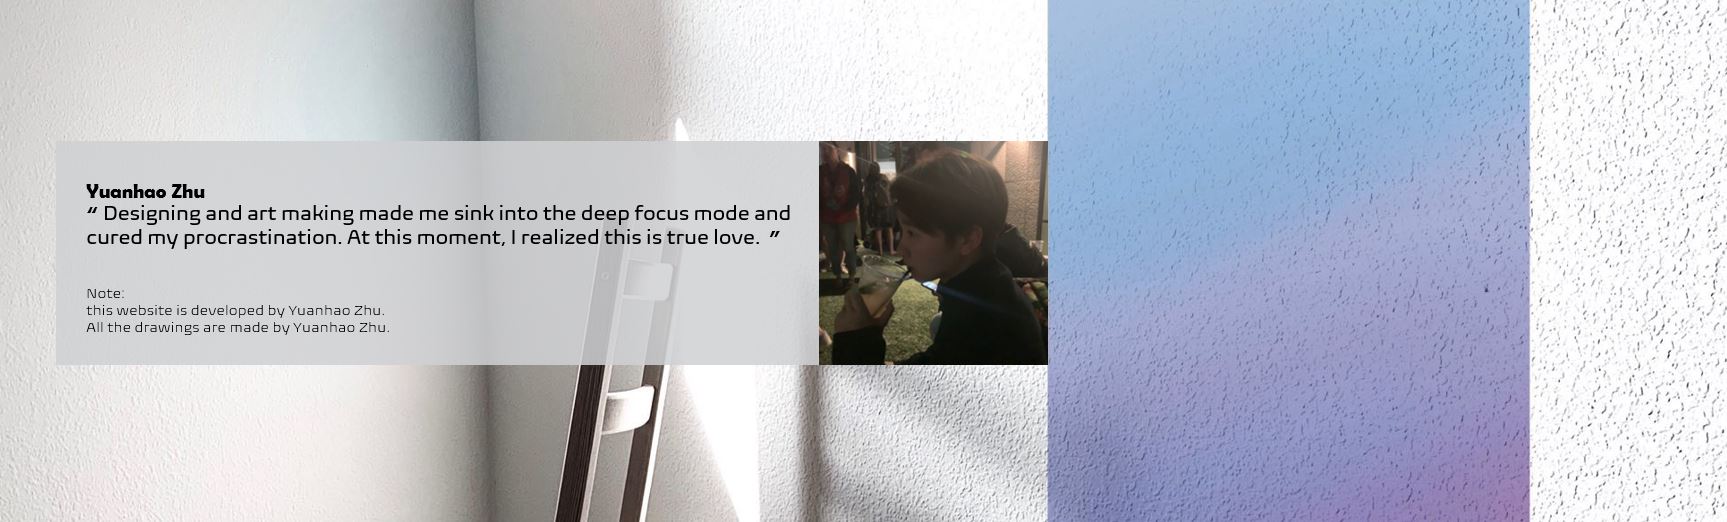 Yuanhao Zhu
“ Designing and art making made me sink into the deep focus mode and
cured my procrastination. At this moment, I realized this is true love. ”
Note:
this website is developed by Yuanhao Zhu.
All the drawings are made by Yuanhao Zhu.